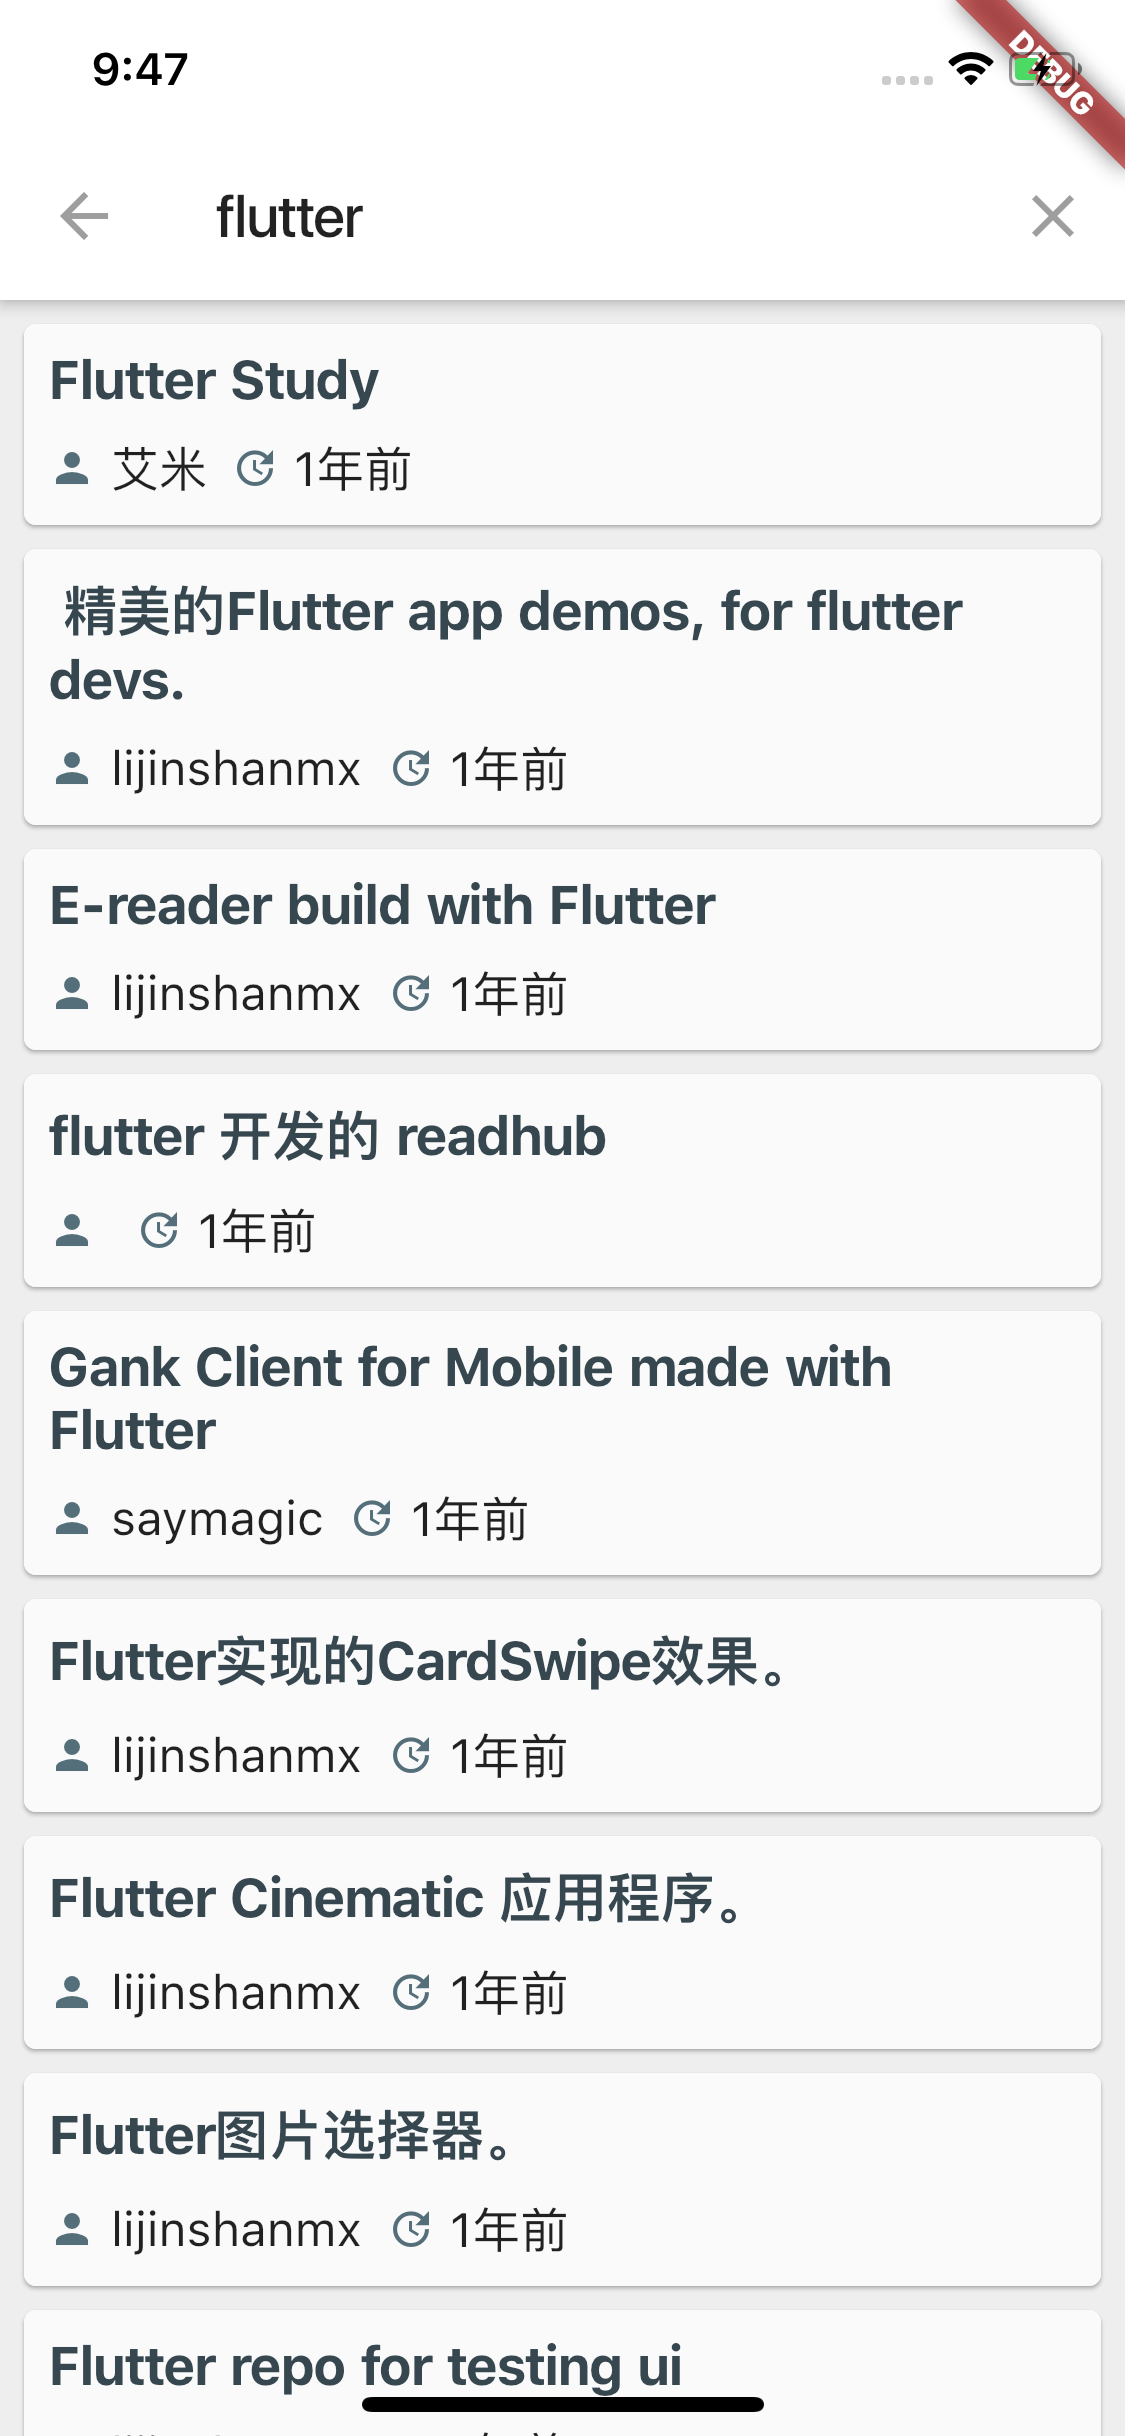 9:47
DEBUG
flutter
Flutter Study
艾米 1年前
精美的Flutter app demos, for flutter
devs.
lijinshanmx 1年前
E-reader build with Flutter
lijinshanmx 1年前
flutter 开发的 readhub
1年前
Gank Client for Mobile made with
Flutter
saymagic 1年前
Flutter实现的CardSwipe效果。
lijinshanmx 1年前
Flutter Cinematic 应用程序。
lijinshanmx 1年前
Flutter图片选择器。
lijinshanmx 1年前
Flutter repo for testing ui